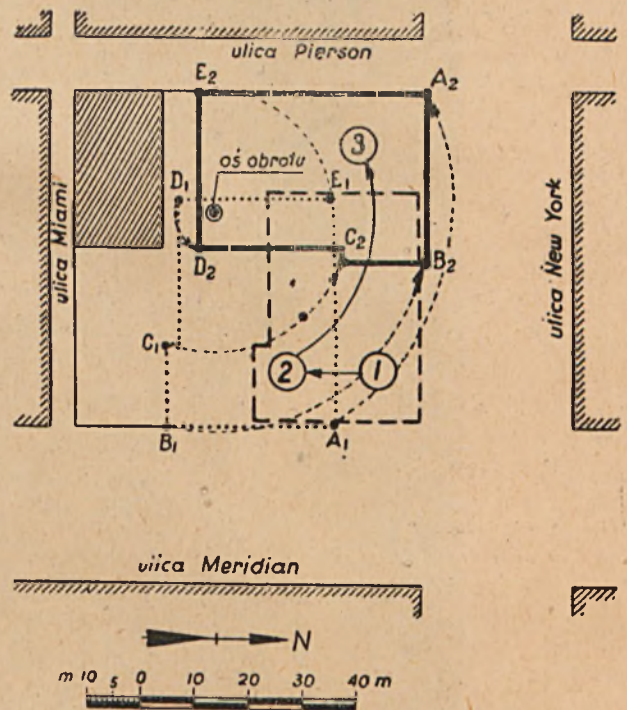 ulica Pierson
E2
A2
3
oś obrotu
D1
E1
C2
D2
B2
ulica Miami
ulica New York
C1
2
1
B1
A1
ulica Meridian
N
m 10 5 0 10 20 30 40 m